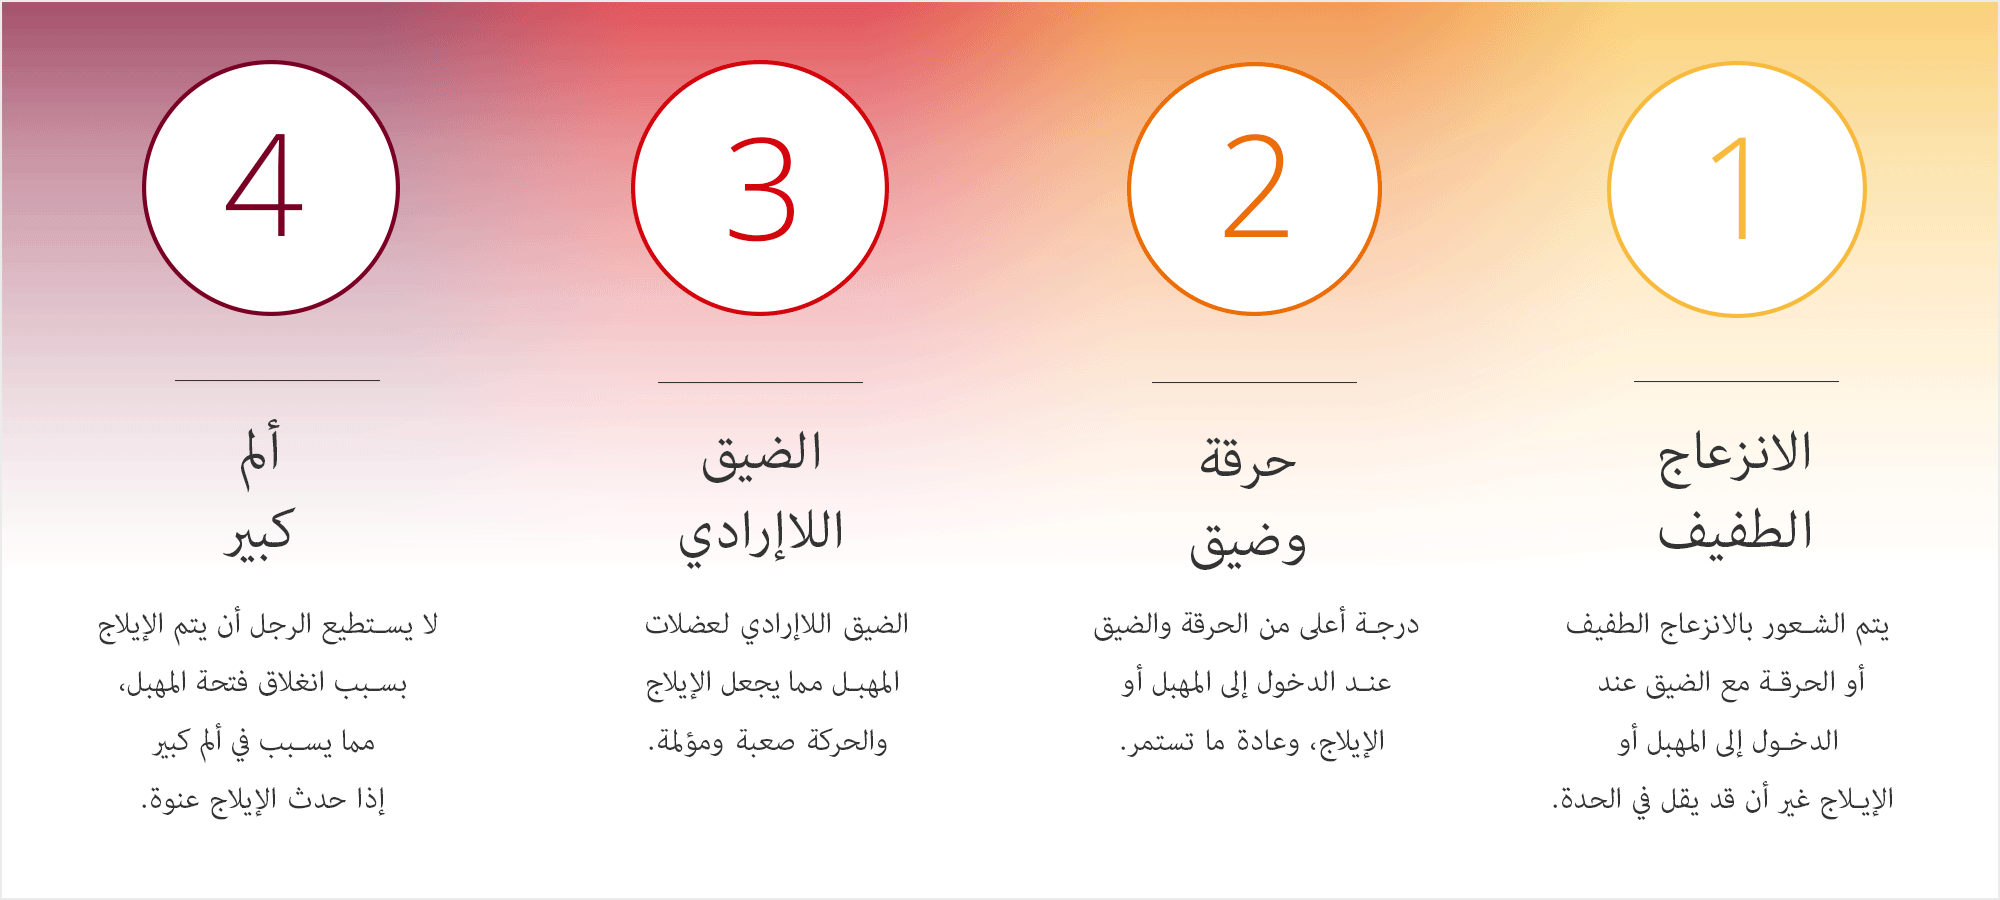 1
الانزعاج
الطفيف
يتم الشعور بالانزعاج الطفيف
أو الحرقة مع الضيق عند
الدخول إلى المهبل أو
الإيلاج غير أن قد يقل في الحدة.
2
حرقة
وضيق
درجة أعلى من الحرقة والضيق
عند الدخول إلى المهبل أو
الإيلاج، وعادة ما تستمر.
3
الضيق
اللاإرادي
الضيق اللاإرادي لعضلات
المهبل مما يجعل الإيلاج
والحركة صعبة ومؤلمة.
4
ألم
كبير
لا يستطيع الرجل أن يتم الإيلاج
بسبب انغلاق فتحة المهبل،
مما يسبب في ألم كبير
إذا حدث الإيلاج عنوة.